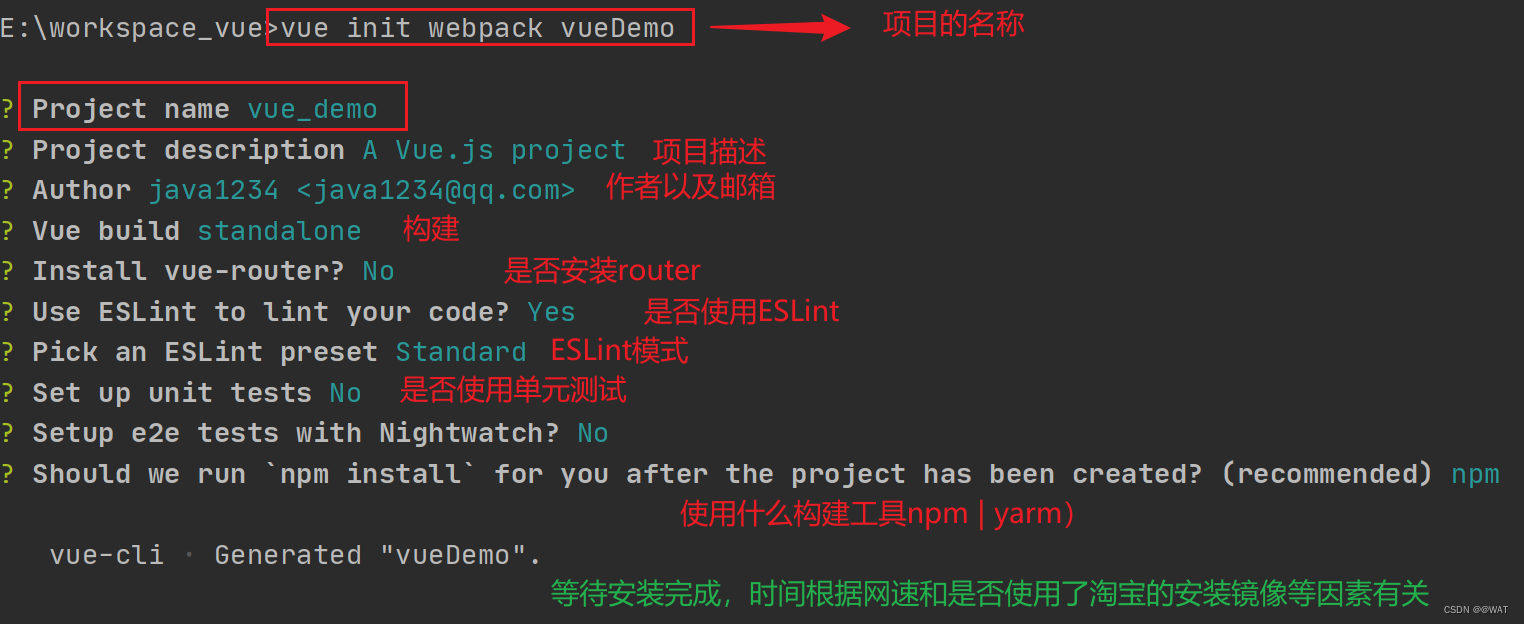 E:\workspace_vue>vue init webpack vueDemo 项目的名称
? Project name vue_demo
? Project description A Vue.js project 项目描述
? Author java1234 <java1234@qq.com> 作者以及邮箱
? Vue build standalone 构建
? Install vue-router? No 是否安装router
? Use ESLint to lint your code? Yes 是否使用ESLint
? Pick an ESLint preset Standard ESLint模式
? Set up unit tests No 是否使用单元测试
? Setup e2e tests with Nightwatch? No
? Should we run `npm install` for you after the project has been created? (recommended) npm
使用什么构建工具npm | yarm）
vue-cli · Generated "vueDemo".
等待安装完成，时间根据网速和是否使用了淘宝的安装镜像等因素有关
CSDN @@WAT